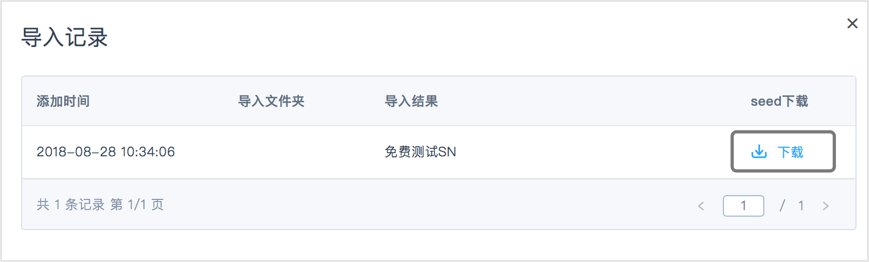 导入记录
添加时间 导入文件夹 导入结果 seed下载
2018-08-28 10:34:06 免费测试SN 下载
共 1 条记录 第 1/1 页 < 1 / 1 >